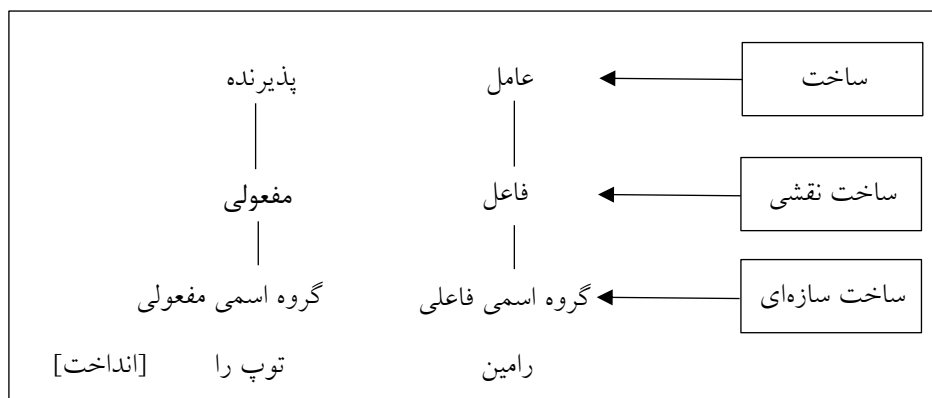 ساخت عامل پذیرنده
ساخت نقشی فاعل مفعولی
ساخت سازه‌ای گروه اسمی فاعلی گروه اسمی مفعولی
رامین توپ را [انداخت]